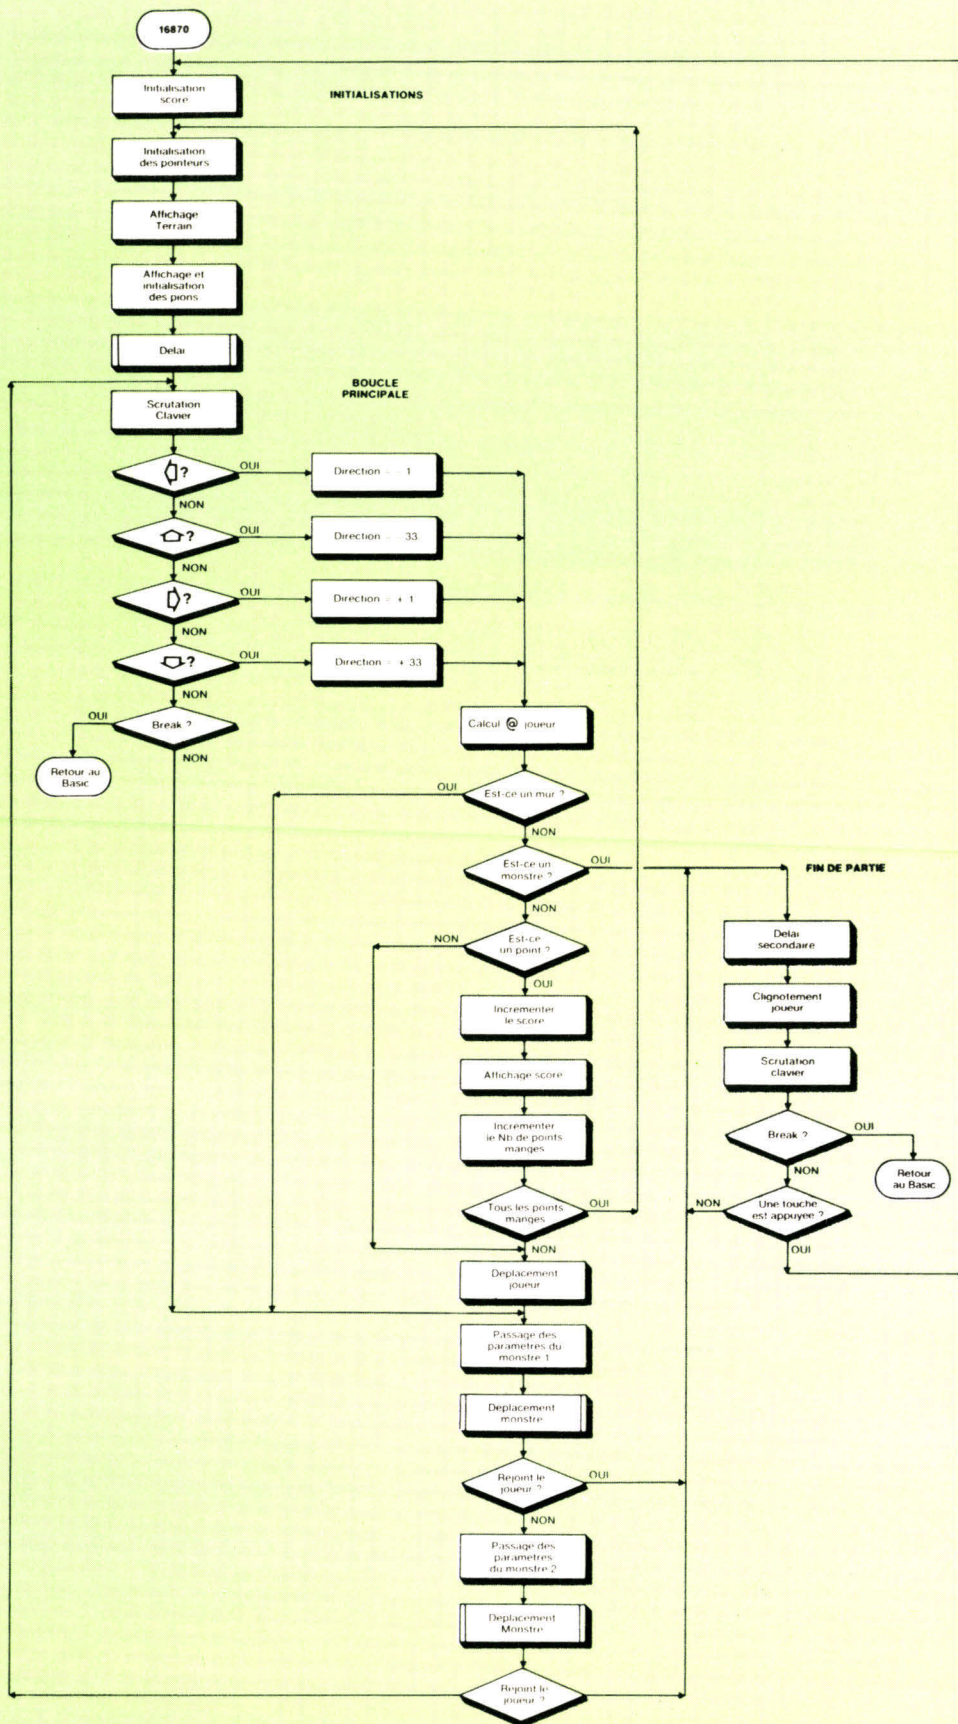 16870
Initialisation
score
INITIALISATIONS
Initialisation
des pointeurs
Affichage
Terrain
Affichage et
initialisation
des pions
Delai
BOUCLE
PRINCIPALE
Scrutation
Clavier
?
OUI
Direction = - 1
NON
?
OUI
Direction = - 33
NON
?
OUI
Direction = + 1
NON
?
OUI
Direction = + 33
NON
OUI
Break ?
NON
Retour au
Basic
Calcul @ joueur
OUI
Est-ce un mur ?
NON
Est-ce un
monstre ?
OUI
NON
FIN DE PARTIE
NON
Est-ce
un point ?
OUI
Delai
secondaire
Incrementer
le score
Clignotement
joueur
Affichage score
Scrutation
clavier
Incrementer
le Nb de points
manges
Break ?
OUI
NON
Retour
au Basic
Tous les points
manges
OUI
NON
NON
Une touche
est appuyee ?
OUI
Deplacement
joueur
Passage des
parametres du
monstre 1
Deplacement
monstre
Rejoint le
joueur ?
OUI
NON
Passage des
parametres
du monstre 2
Deplacement
Monstre
Rejoint le
joueur ?